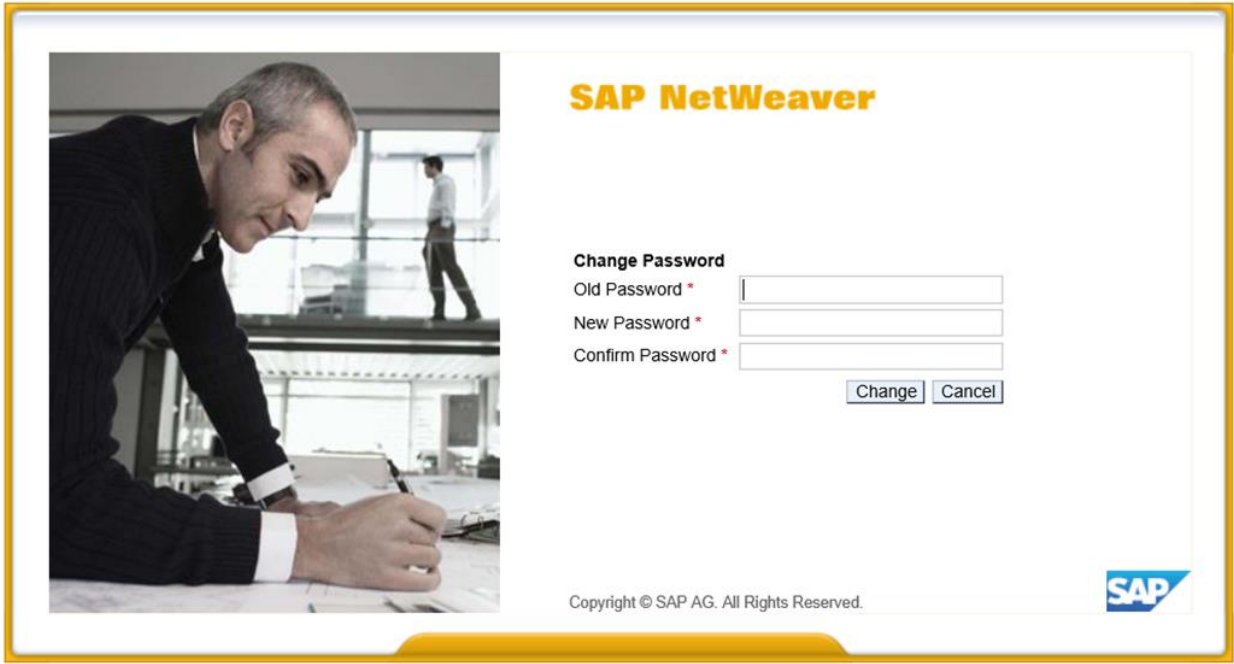 SAP NetWeaver
Change Password
Old Password *
New Password *
Confirm Password *
Change Cancel
Copyright © SAP AG. All Rights Reserved.
SAP